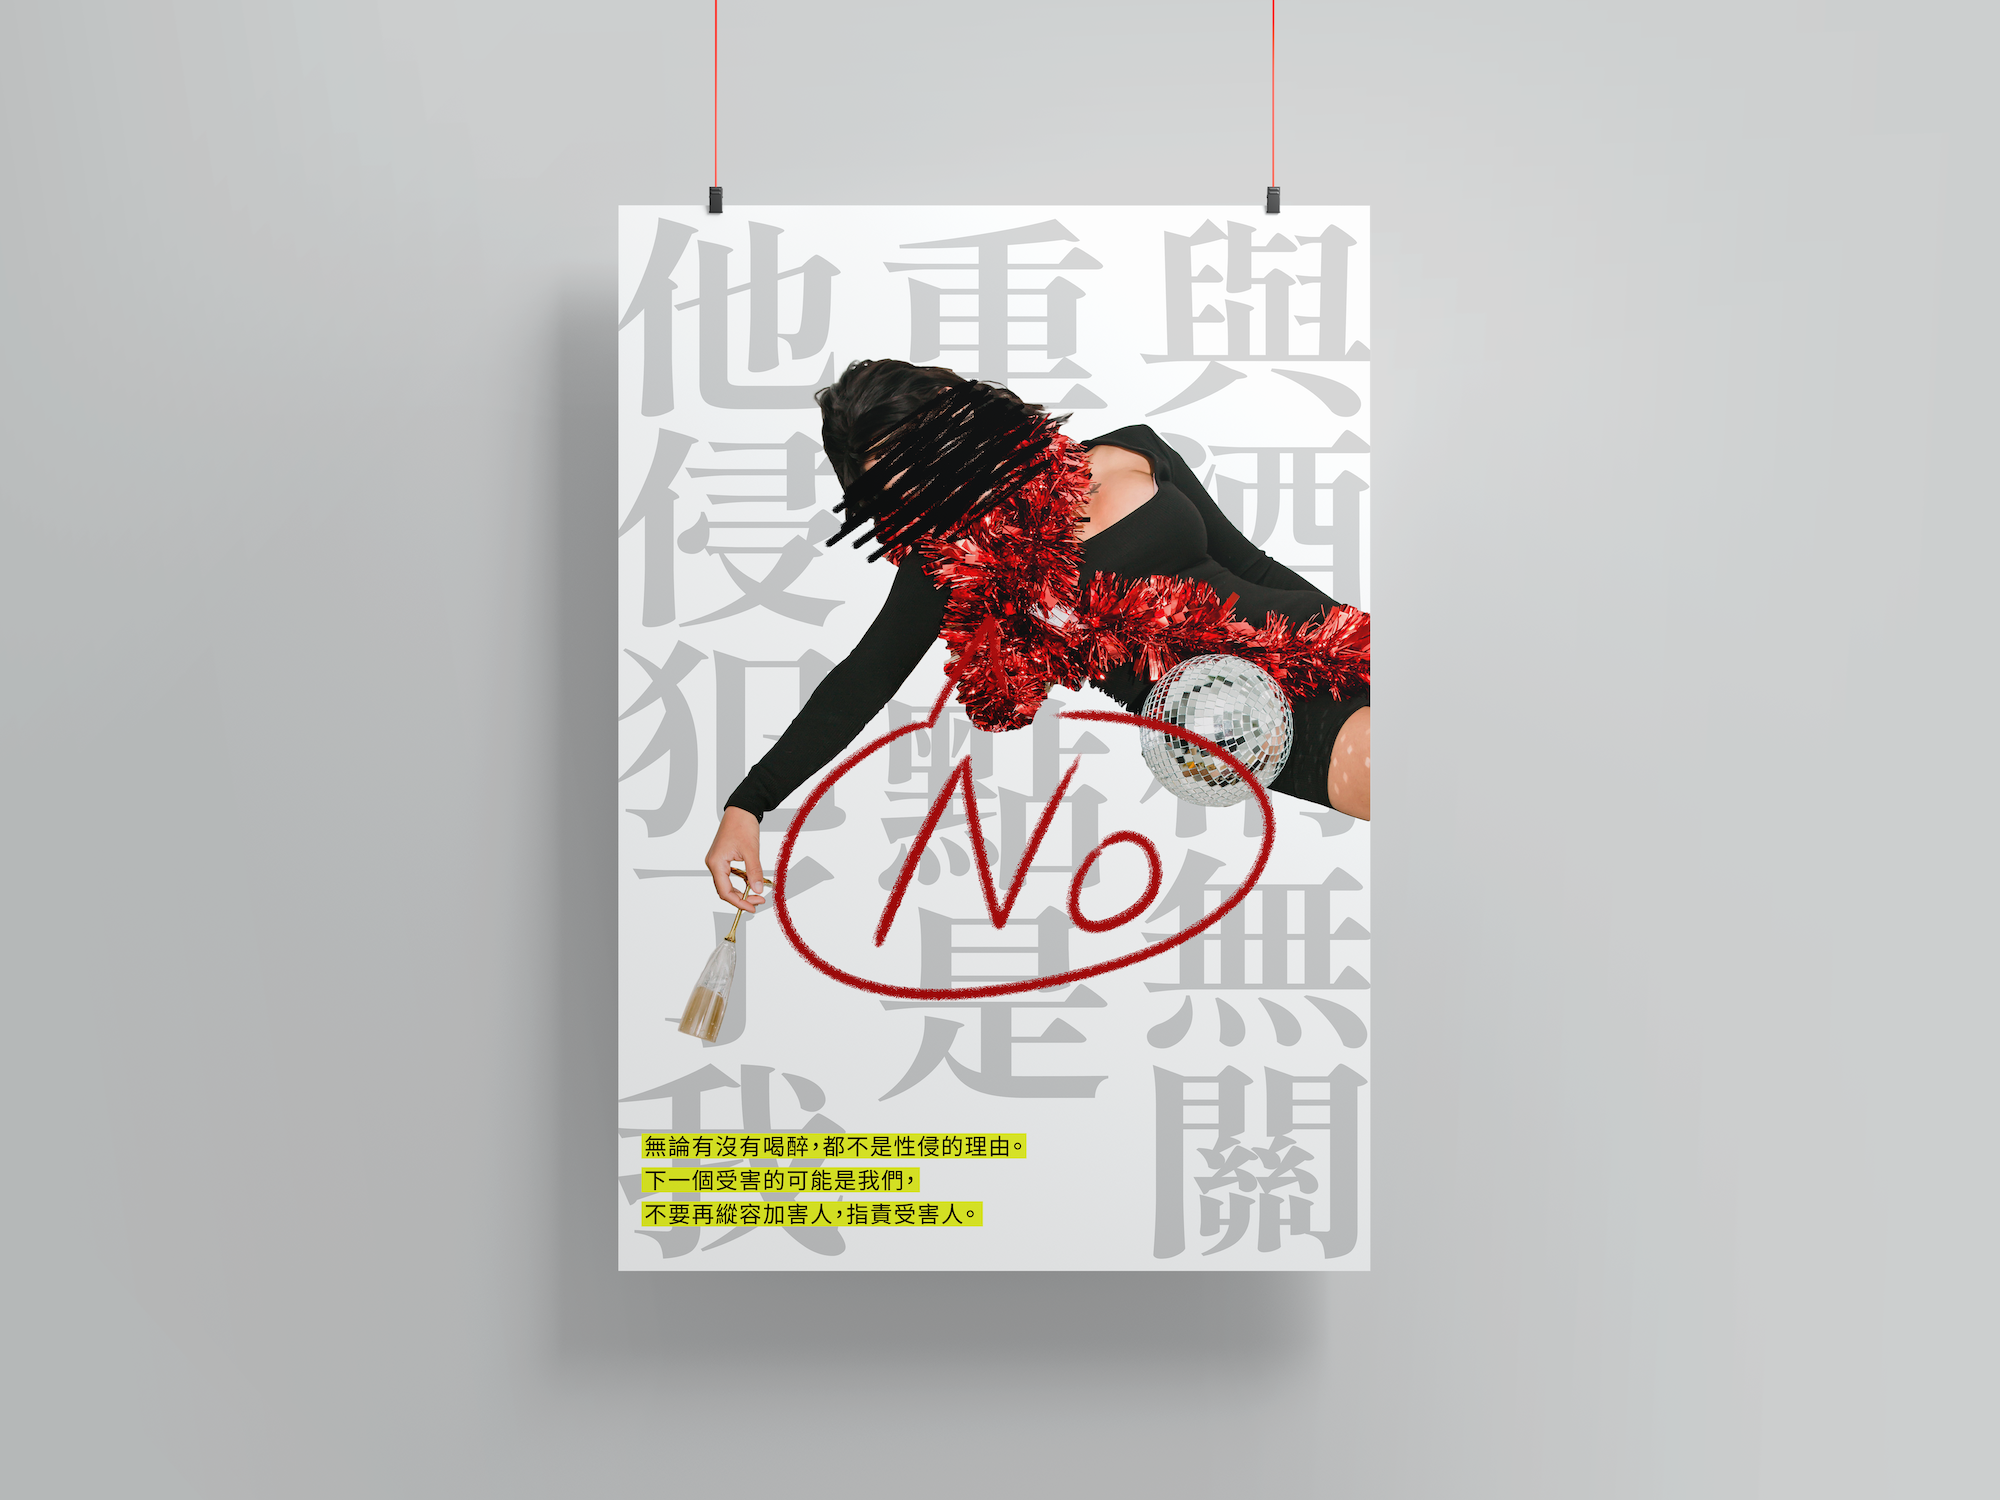 與酒精無關
重點是
他侵犯了我
No
無論有沒有喝醉，都不是性侵的理由。
下一個受害的可能是我們，
不要再縱容加害人，指責受害人。